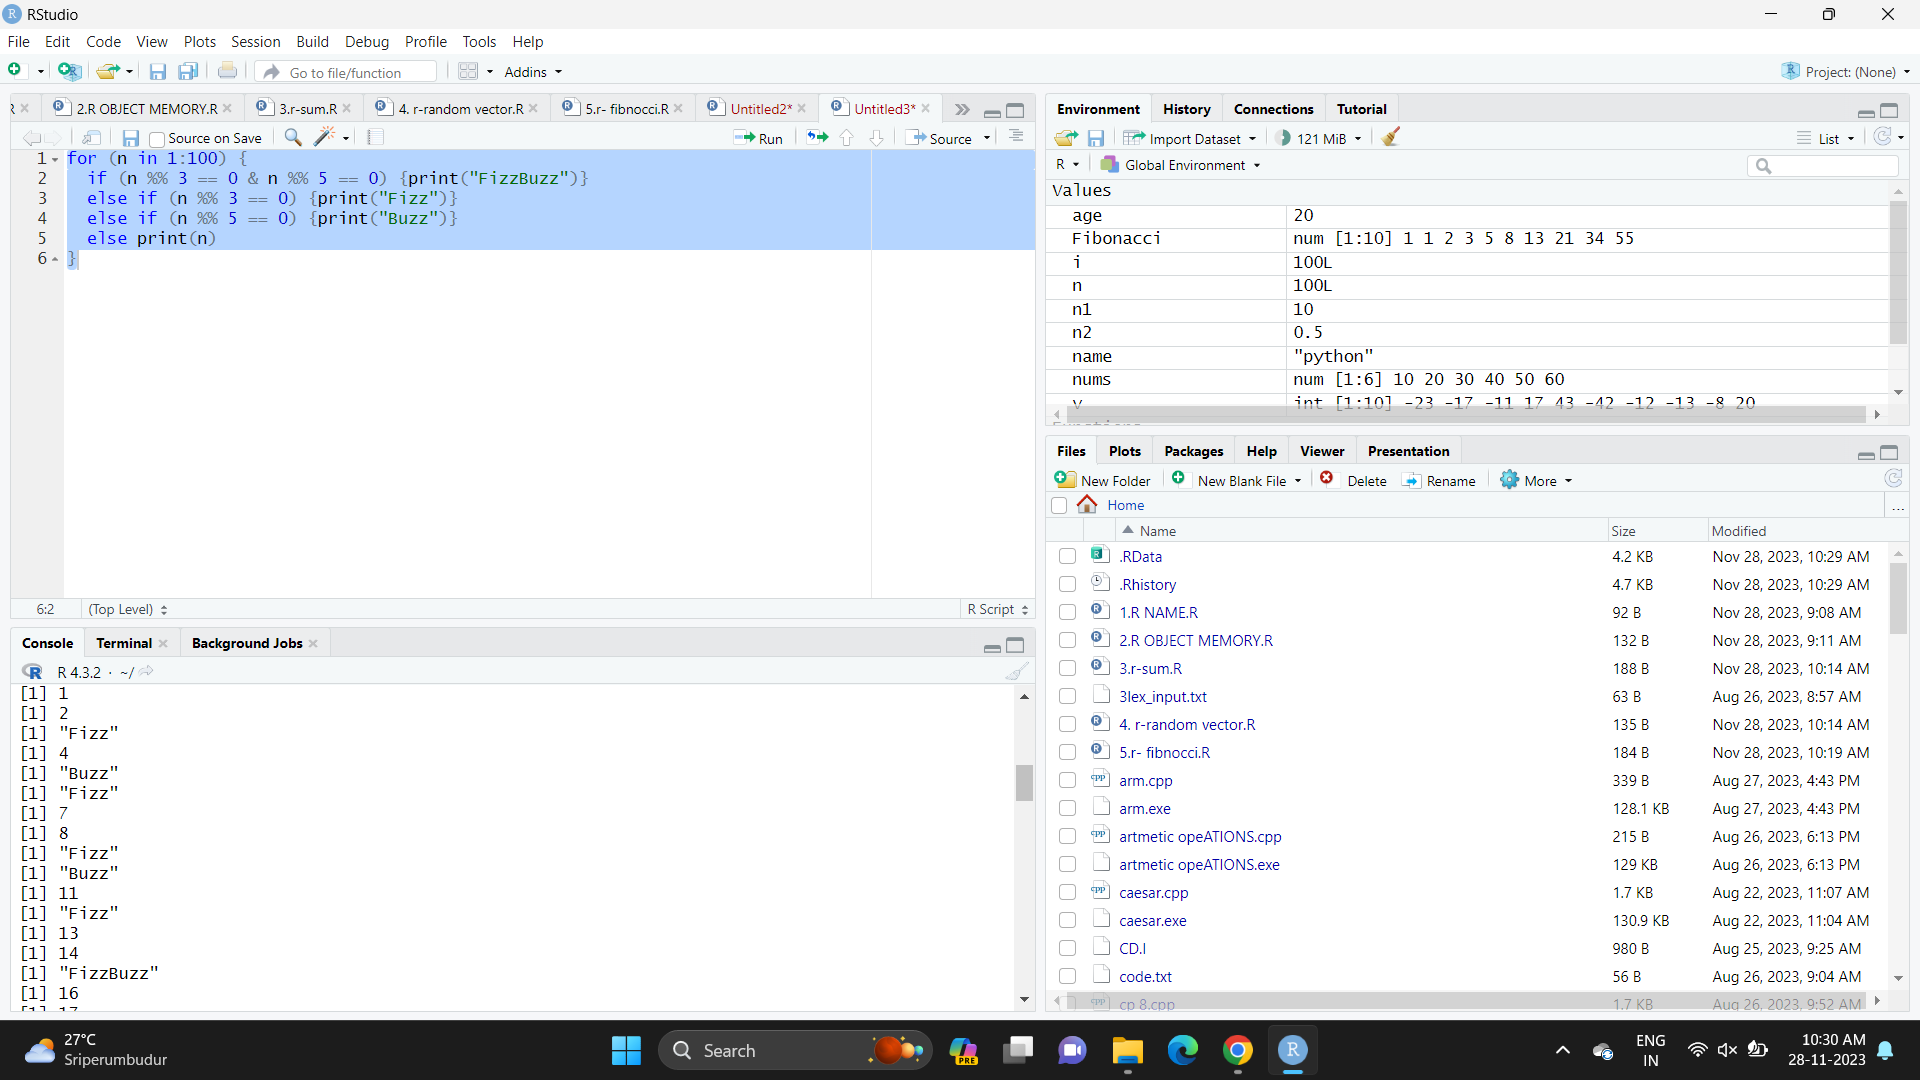 RStudio
File Edit Code View Plots Session Build Debug Profile Tools Help
Go to file/function Addins Project: (None)
R 2.R OBJECT MEMORY.R 3.r-sum.R 4. r-random vector.R 5.r- fibnocci.R Untitled2* Untitled3*
Source on Save Run Source
1 for (n in 1:100) {
2 if (n %% 3 == 0 & n %% 5 == 0) {print("FizzBuzz")}
3 else if (n %% 3 == 0) {print("Fizz")}
4 else if (n %% 5 == 0) {print("Buzz")}
5 else print(n)
6 }
6:2 (Top Level) R Script
Console Terminal Background Jobs
R 4.3.2 · ~/
[1] 1
[1] 2
[1] "Fizz"
[1] 4
[1] "Buzz"
[1] "Fizz"
[1] 7
[1] 8
[1] "Fizz"
[1] "Buzz"
[1] 11
[1] "Fizz"
[1] 13
[1] 14
[1] "FizzBuzz"
[1] 16
[1] 17
Environment History Connections Tutorial
Import Dataset 121 MiB List
R Global Environment
Values
age 20
Fibonacci num [1:10] 1 1 2 3 5 8 13 21 34 55
i 100L
n 100L
n1 10
n2 0.5
name "python"
nums num [1:6] 10 20 30 40 50 60
v int [1:10] -23 -17 -11 17 43 -42 -12 -13 -8 20
Files Plots Packages Help Viewer Presentation
New Folder New Blank File Delete Rename More
Home ...
Name Size Modified
.RData 4.2 KB Nov 28, 2023, 10:29 AM
.Rhistory 4.7 KB Nov 28, 2023, 10:29 AM
1.R NAME.R 92 B Nov 28, 2023, 9:08 AM
2.R OBJECT MEMORY.R 132 B Nov 28, 2023, 9:11 AM
3.r-sum.R 188 B Nov 28, 2023, 10:14 AM
3lex_input.txt 63 B Aug 26, 2023, 8:57 AM
4. r-random vector.R 135 B Nov 28, 2023, 10:14 AM
5.r- fibnocci.R 184 B Nov 28, 2023, 10:19 AM
arm.cpp 339 B Aug 27, 2023, 4:43 PM
arm.exe 128.1 KB Aug 27, 2023, 4:43 PM
artmetic opeATIONS.cpp 215 B Aug 26, 2023, 6:13 PM
artmetic opeATIONS.exe 129 KB Aug 26, 2023, 6:13 PM
caesar.cpp 1.7 KB Aug 22, 2023, 11:07 AM
caesar.exe 130.9 KB Aug 22, 2023, 11:04 AM
CD.l 980 B Aug 25, 2023, 9:25 AM
code.txt 56 B Aug 26, 2023, 9:04 AM
cp 8.cpp 1.7 KB Aug 26, 2023, 9:52 AM
27°C
Sriperumbudur
Search
PRE
ENG
IN
10:30 AM
28-11-2023